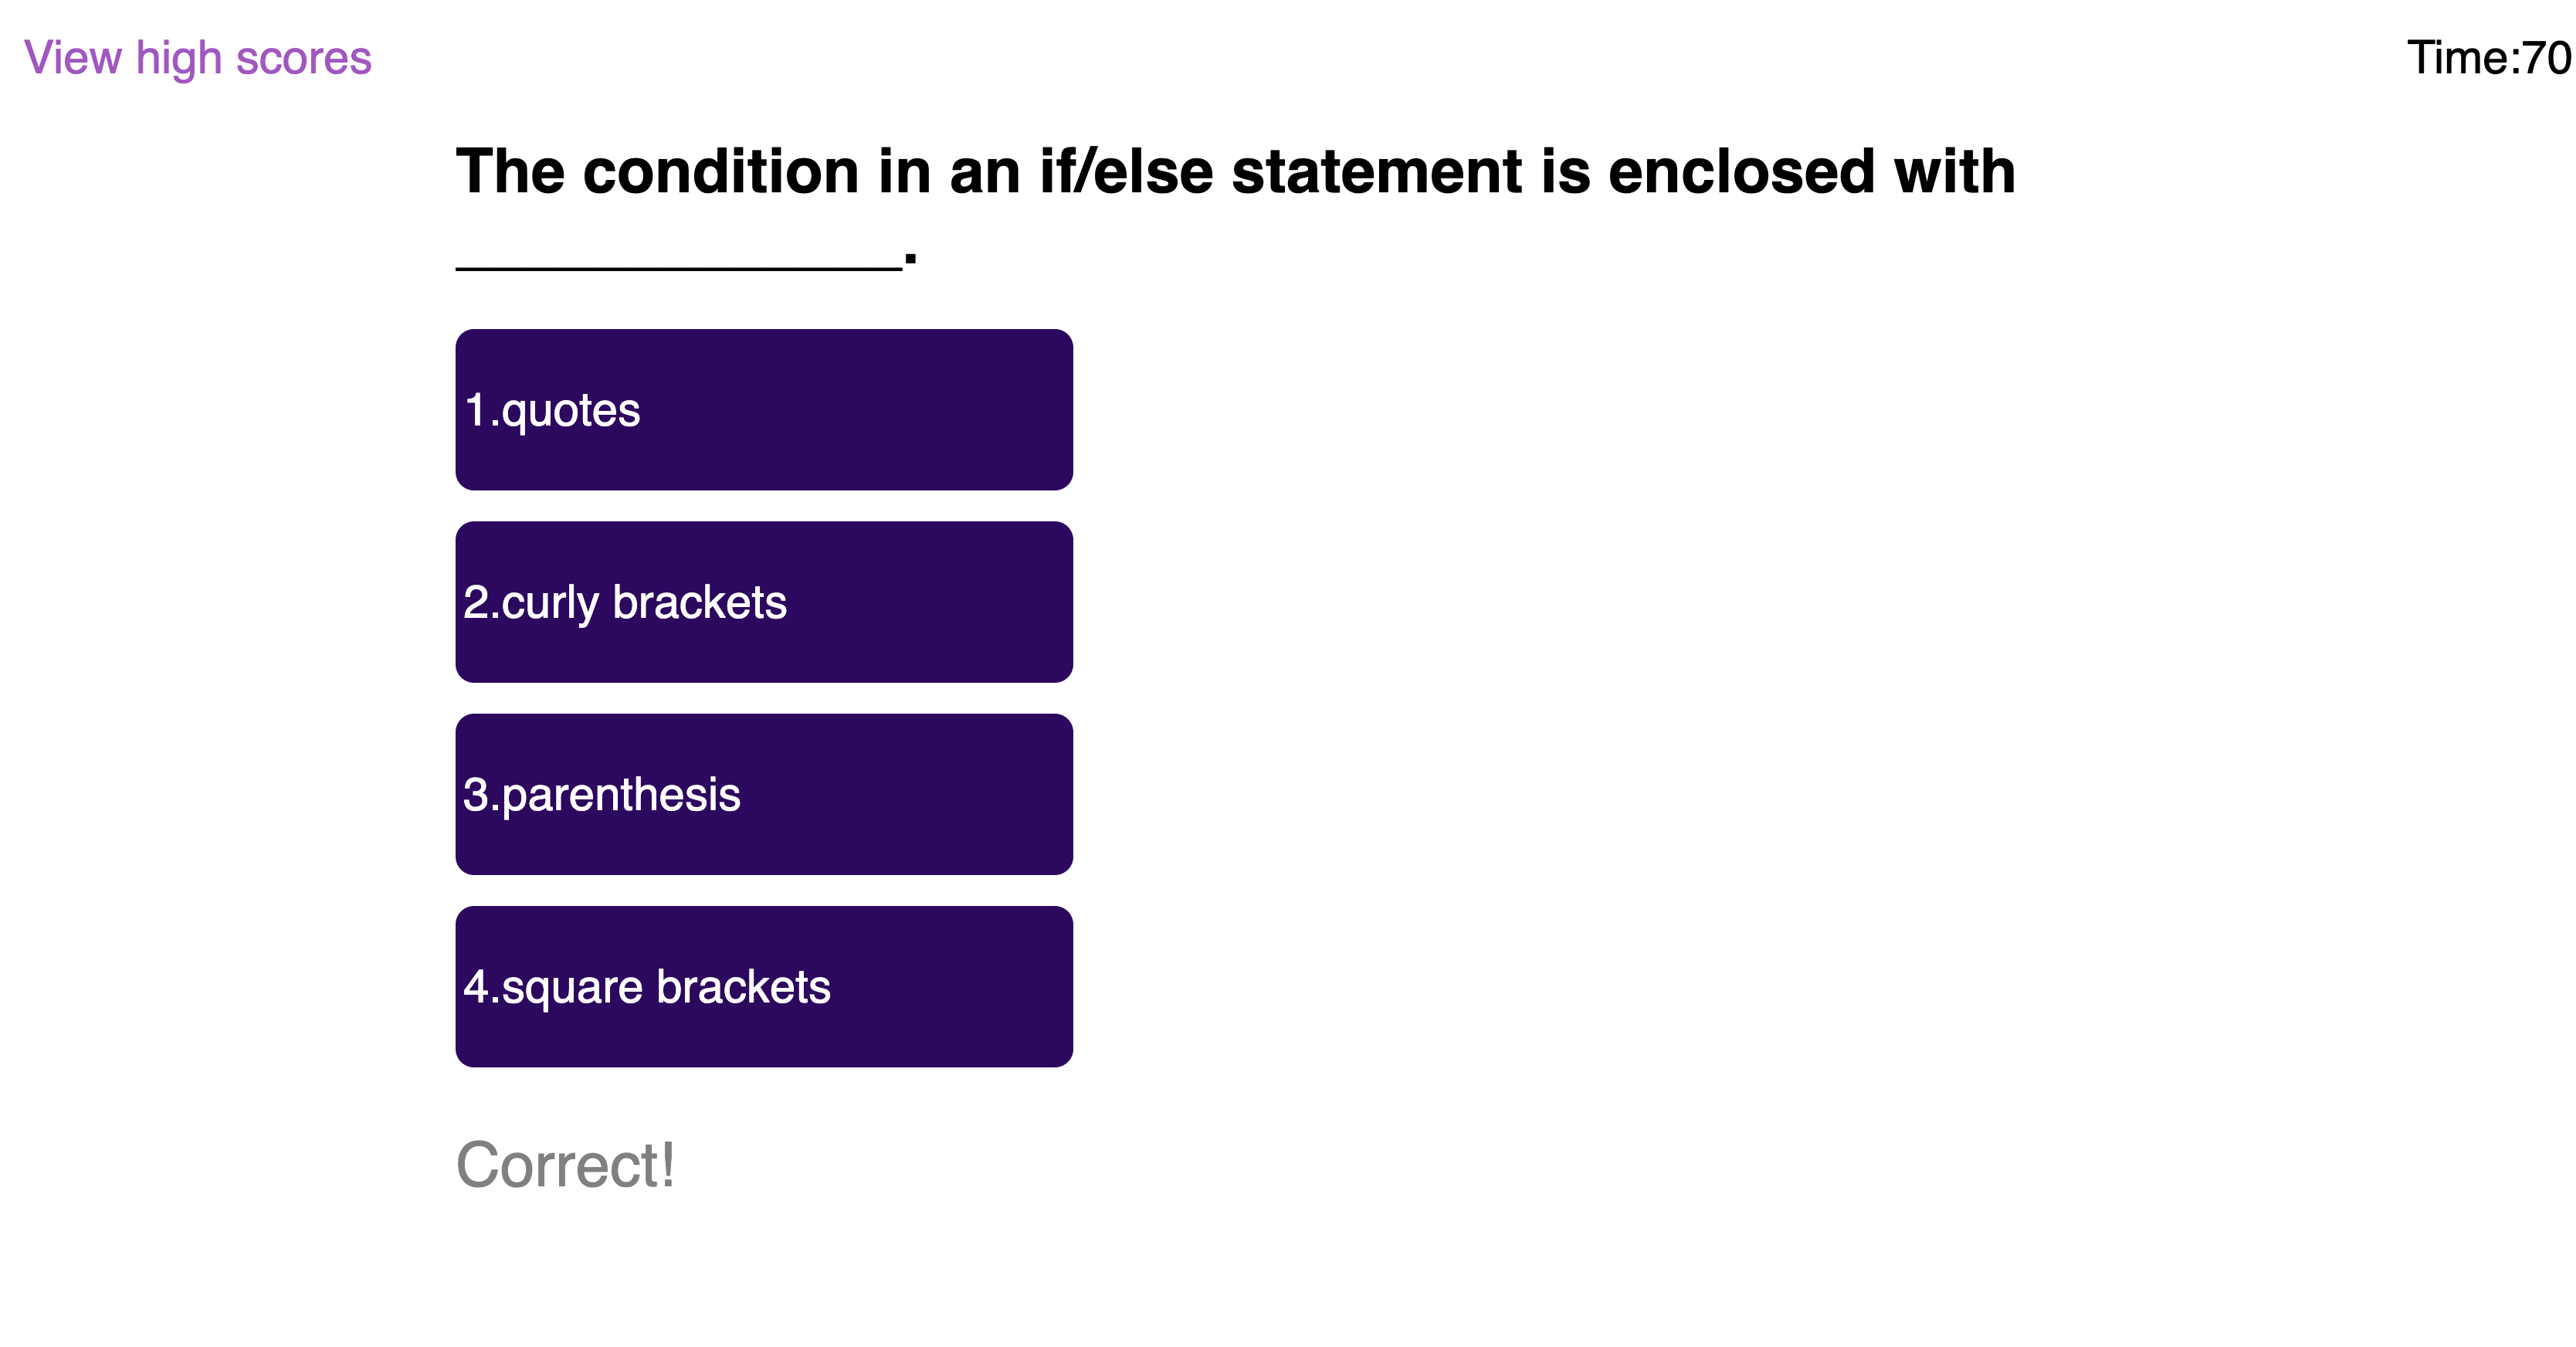 View high scores
Time:70
The condition in an if/else statement is enclosed with
_____________.
1.quotes
2.curly brackets
3.parenthesis
4.square brackets
Correct!